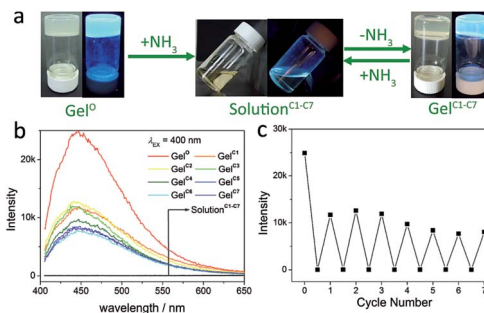 a
+NH₃
-NH₃
+NH₃
Gel^O
Solution^C1-C7
Gel^C1-C7
b
λEX = 400 nm
Gel^O Gel^C1
Gel^C2 Gel^C3
Gel^C4 Gel^C5
Gel^C6 Gel^C7
Solution^C1-C7
Intensity
20k
10k
0
400 450 500 550 600 650
wavelength / nm
c
Intensity
30k
20k
10k
0
0 1 2 3 4 5 6 7
Cycle Number